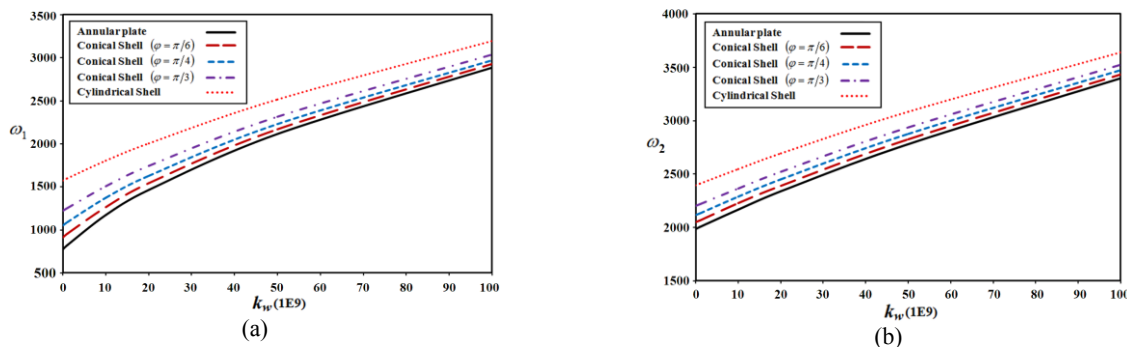 3500
3000
2500
ω₁
2000
1500
1000
500
Annular plate
Conical Shell (φ = π/6)
Conical Shell (φ = π/4)
Conical Shell (φ = π/3)
Cylindrical Shell
0 10 20 30 40 50 60 70 80 90 100
k_w (1E9)
(a)
4000
3500
3000
ω₂
2500
2000
1500
Annular plate
Conical Shell (φ = π/6)
Conical Shell (φ = π/4)
Conical Shell (φ = π/3)
Cylindrical Shell
0 10 20 30 40 50 60 70 80 90 100
k_w (1E9)
(b)